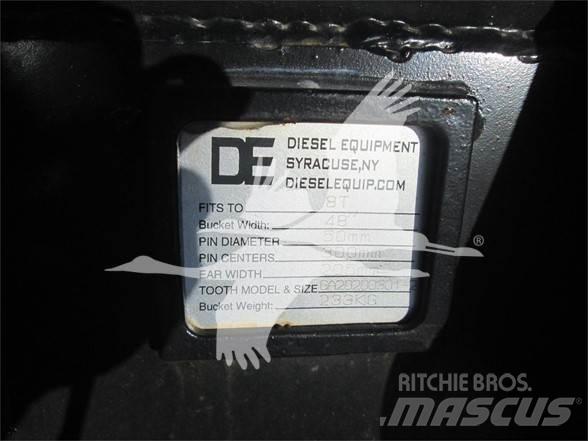 DE DIESEL EQUIPMENT
SYRACUSE,NY
DIESELEQUIP.COM
FITS TO 8T
Bucket Width: 48"
PIN DIAMETER 50mm
PIN CENTERS
EAR WIDTH
TOOTH MODEL & SIZE
Bucket Weight: 233KG
®
RITCHIE BROS.
MASCUS